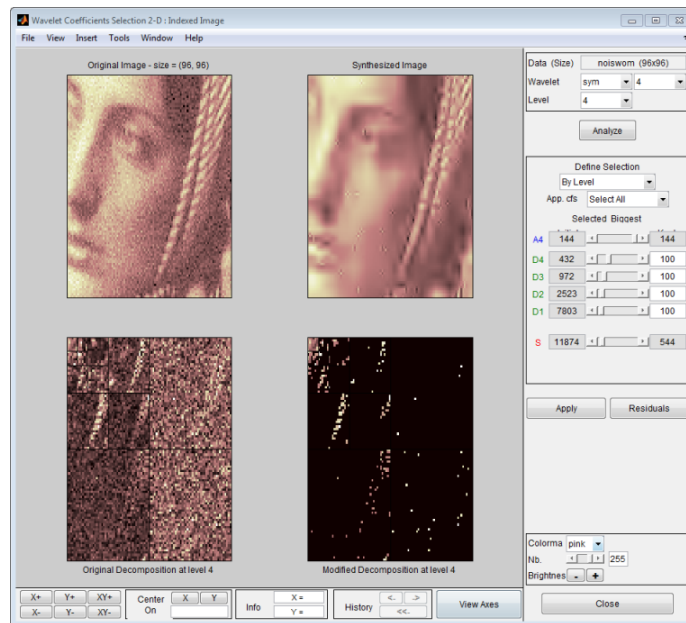 Wavelet Coefficients Selection 2-D : Indexed Image
File View Insert Tools Window Help
Original Image - size = (96, 96)
Synthesized Image
Original Decomposition at level 4
Modified Decomposition at level 4
Data (Size) noiswom (96x96)
Wavelet sym 4
Level 4
Analyze
Define Selection
By Level
App. cfs Select All
Selected Biggest
A4 144 144
D4 432 100
D3 972 100
D2 2523 100
D1 7803 100
S 11874 544
Apply Residuals
Colorma pink
Nb. 255
Brightnes - +
X+ Y+ XY+
X- Y- XY-
Center On X Y
Info X = Y =
History <- -> <<-
View Axes
Close